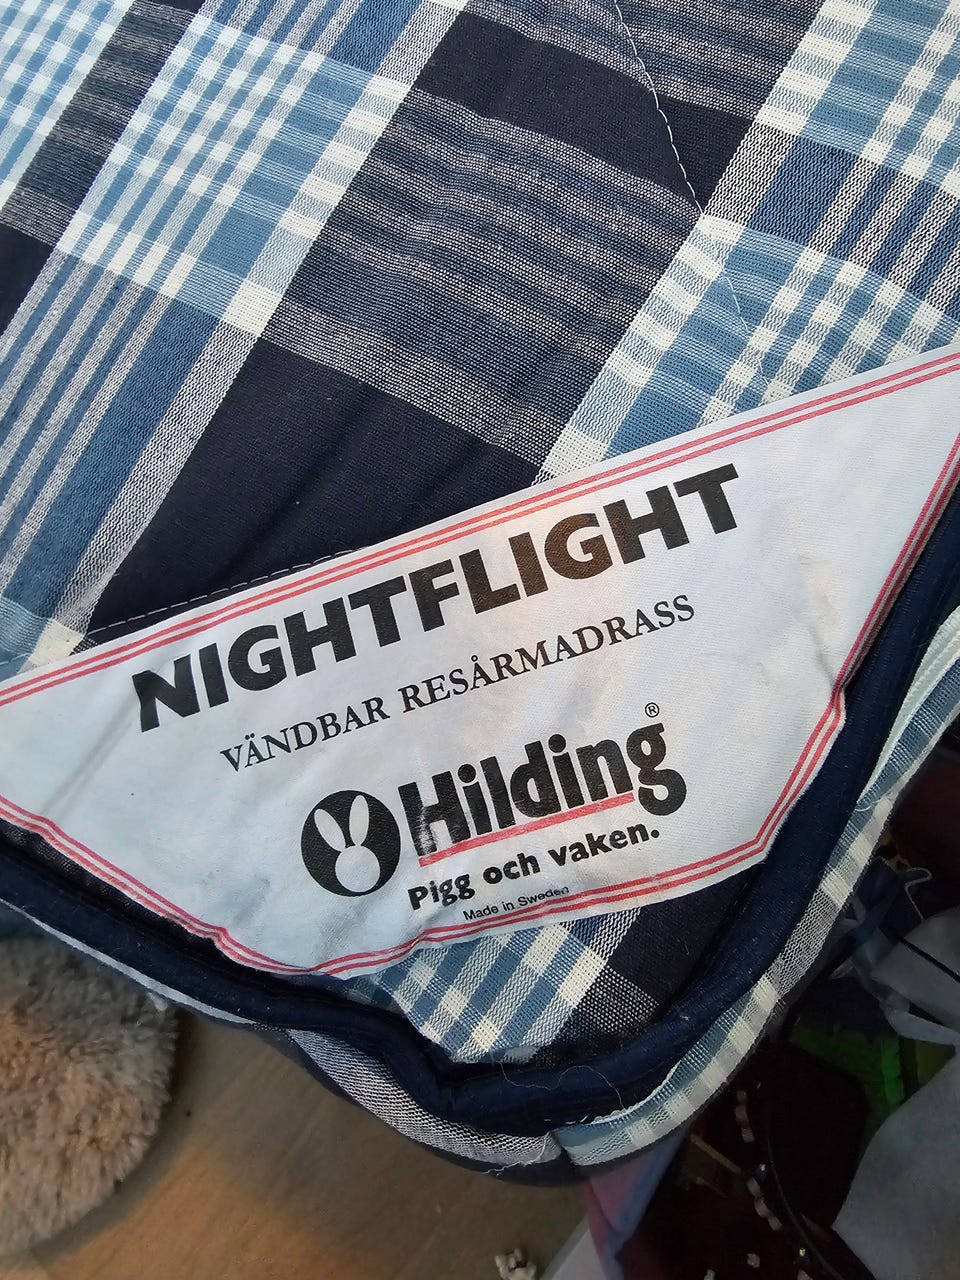 NIGHTFLIGHT
VÄNDBAR RESÅRMADRASS
Hilding®
Pigg och vaken.
Made in Sweden